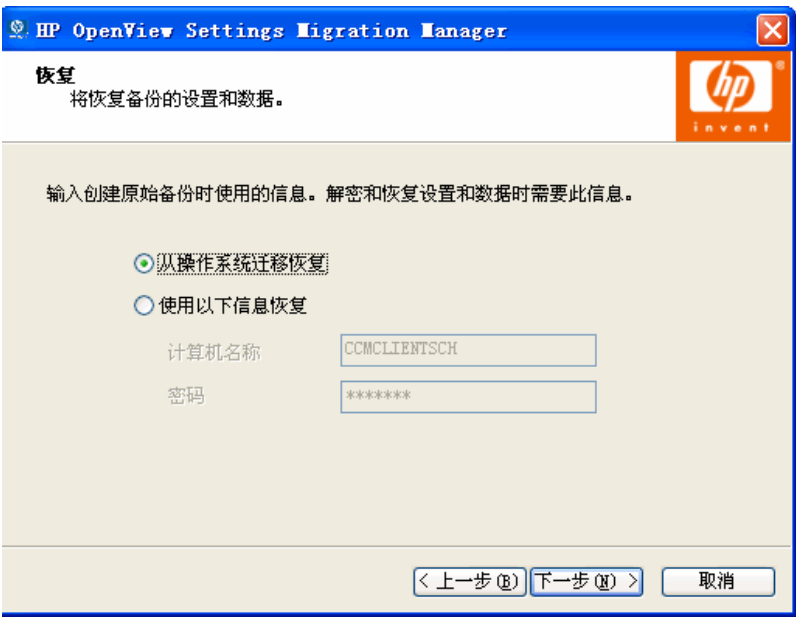 HP OpenView Settings Migration Manager
恢复
将恢复备份的设置和数据。
hp
invent
输入创建原始备份时使用的信息。解密和恢复设置和数据时需要此信息。
从操作系统迁移恢复
使用以下信息恢复
计算机名称 CCMCLIENTSCH
密码 *******
< 上一步(B) 下一步(N) > 取消